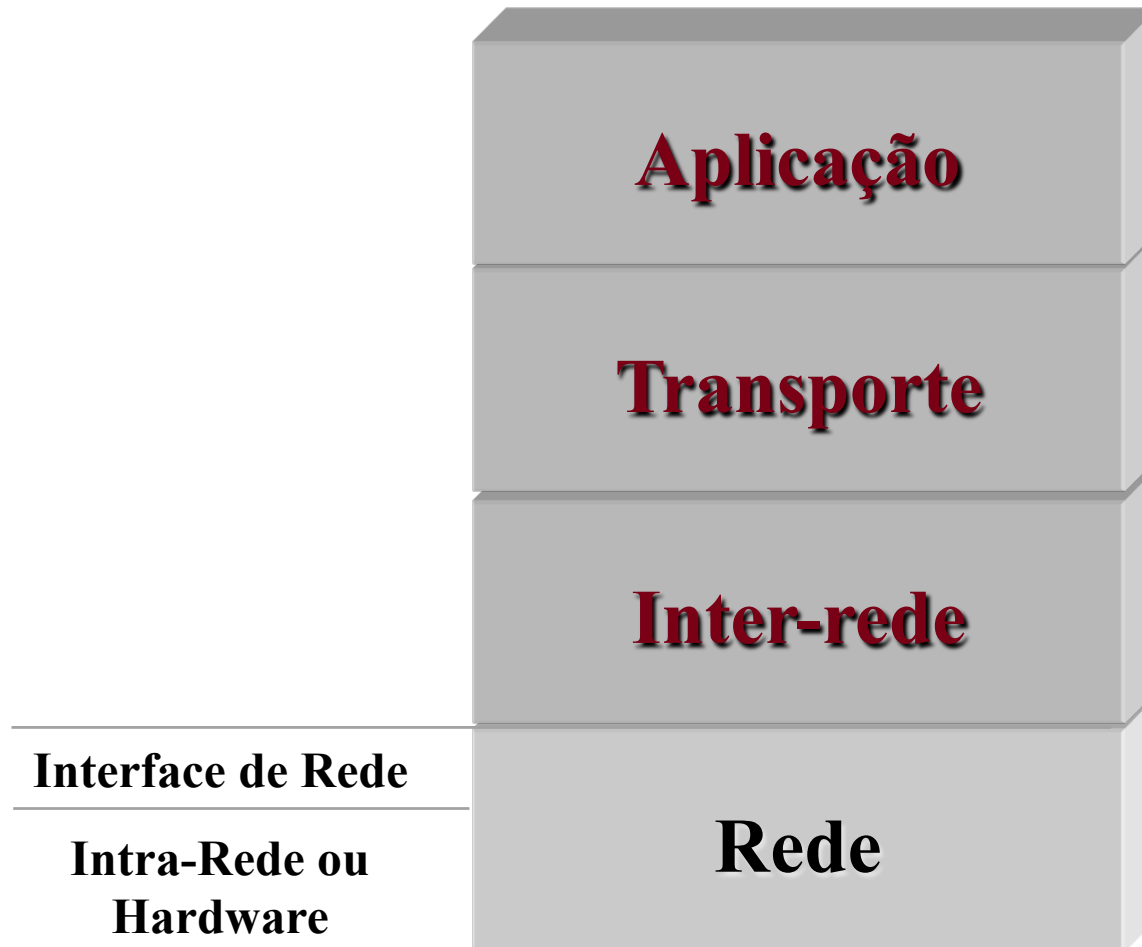 Aplicação
Transporte
Inter-rede
Interface de Rede
Rede
Intra-Rede ou
Hardware